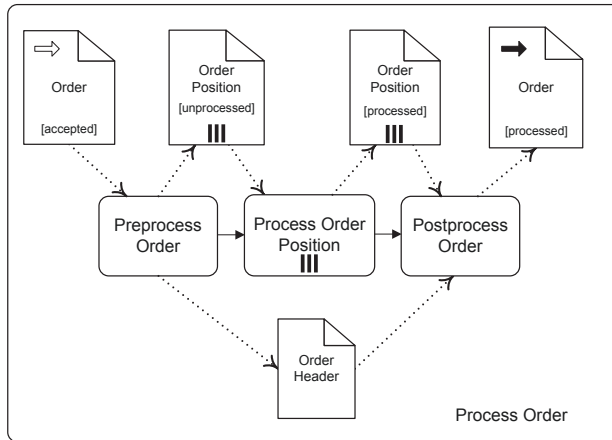 Order
[accepted]
Order
Position
[unprocessed]
Order
Position
[processed]
Order
[processed]
Preprocess
Order
Process Order
Position
Postprocess
Order
Order
Header
Process Order